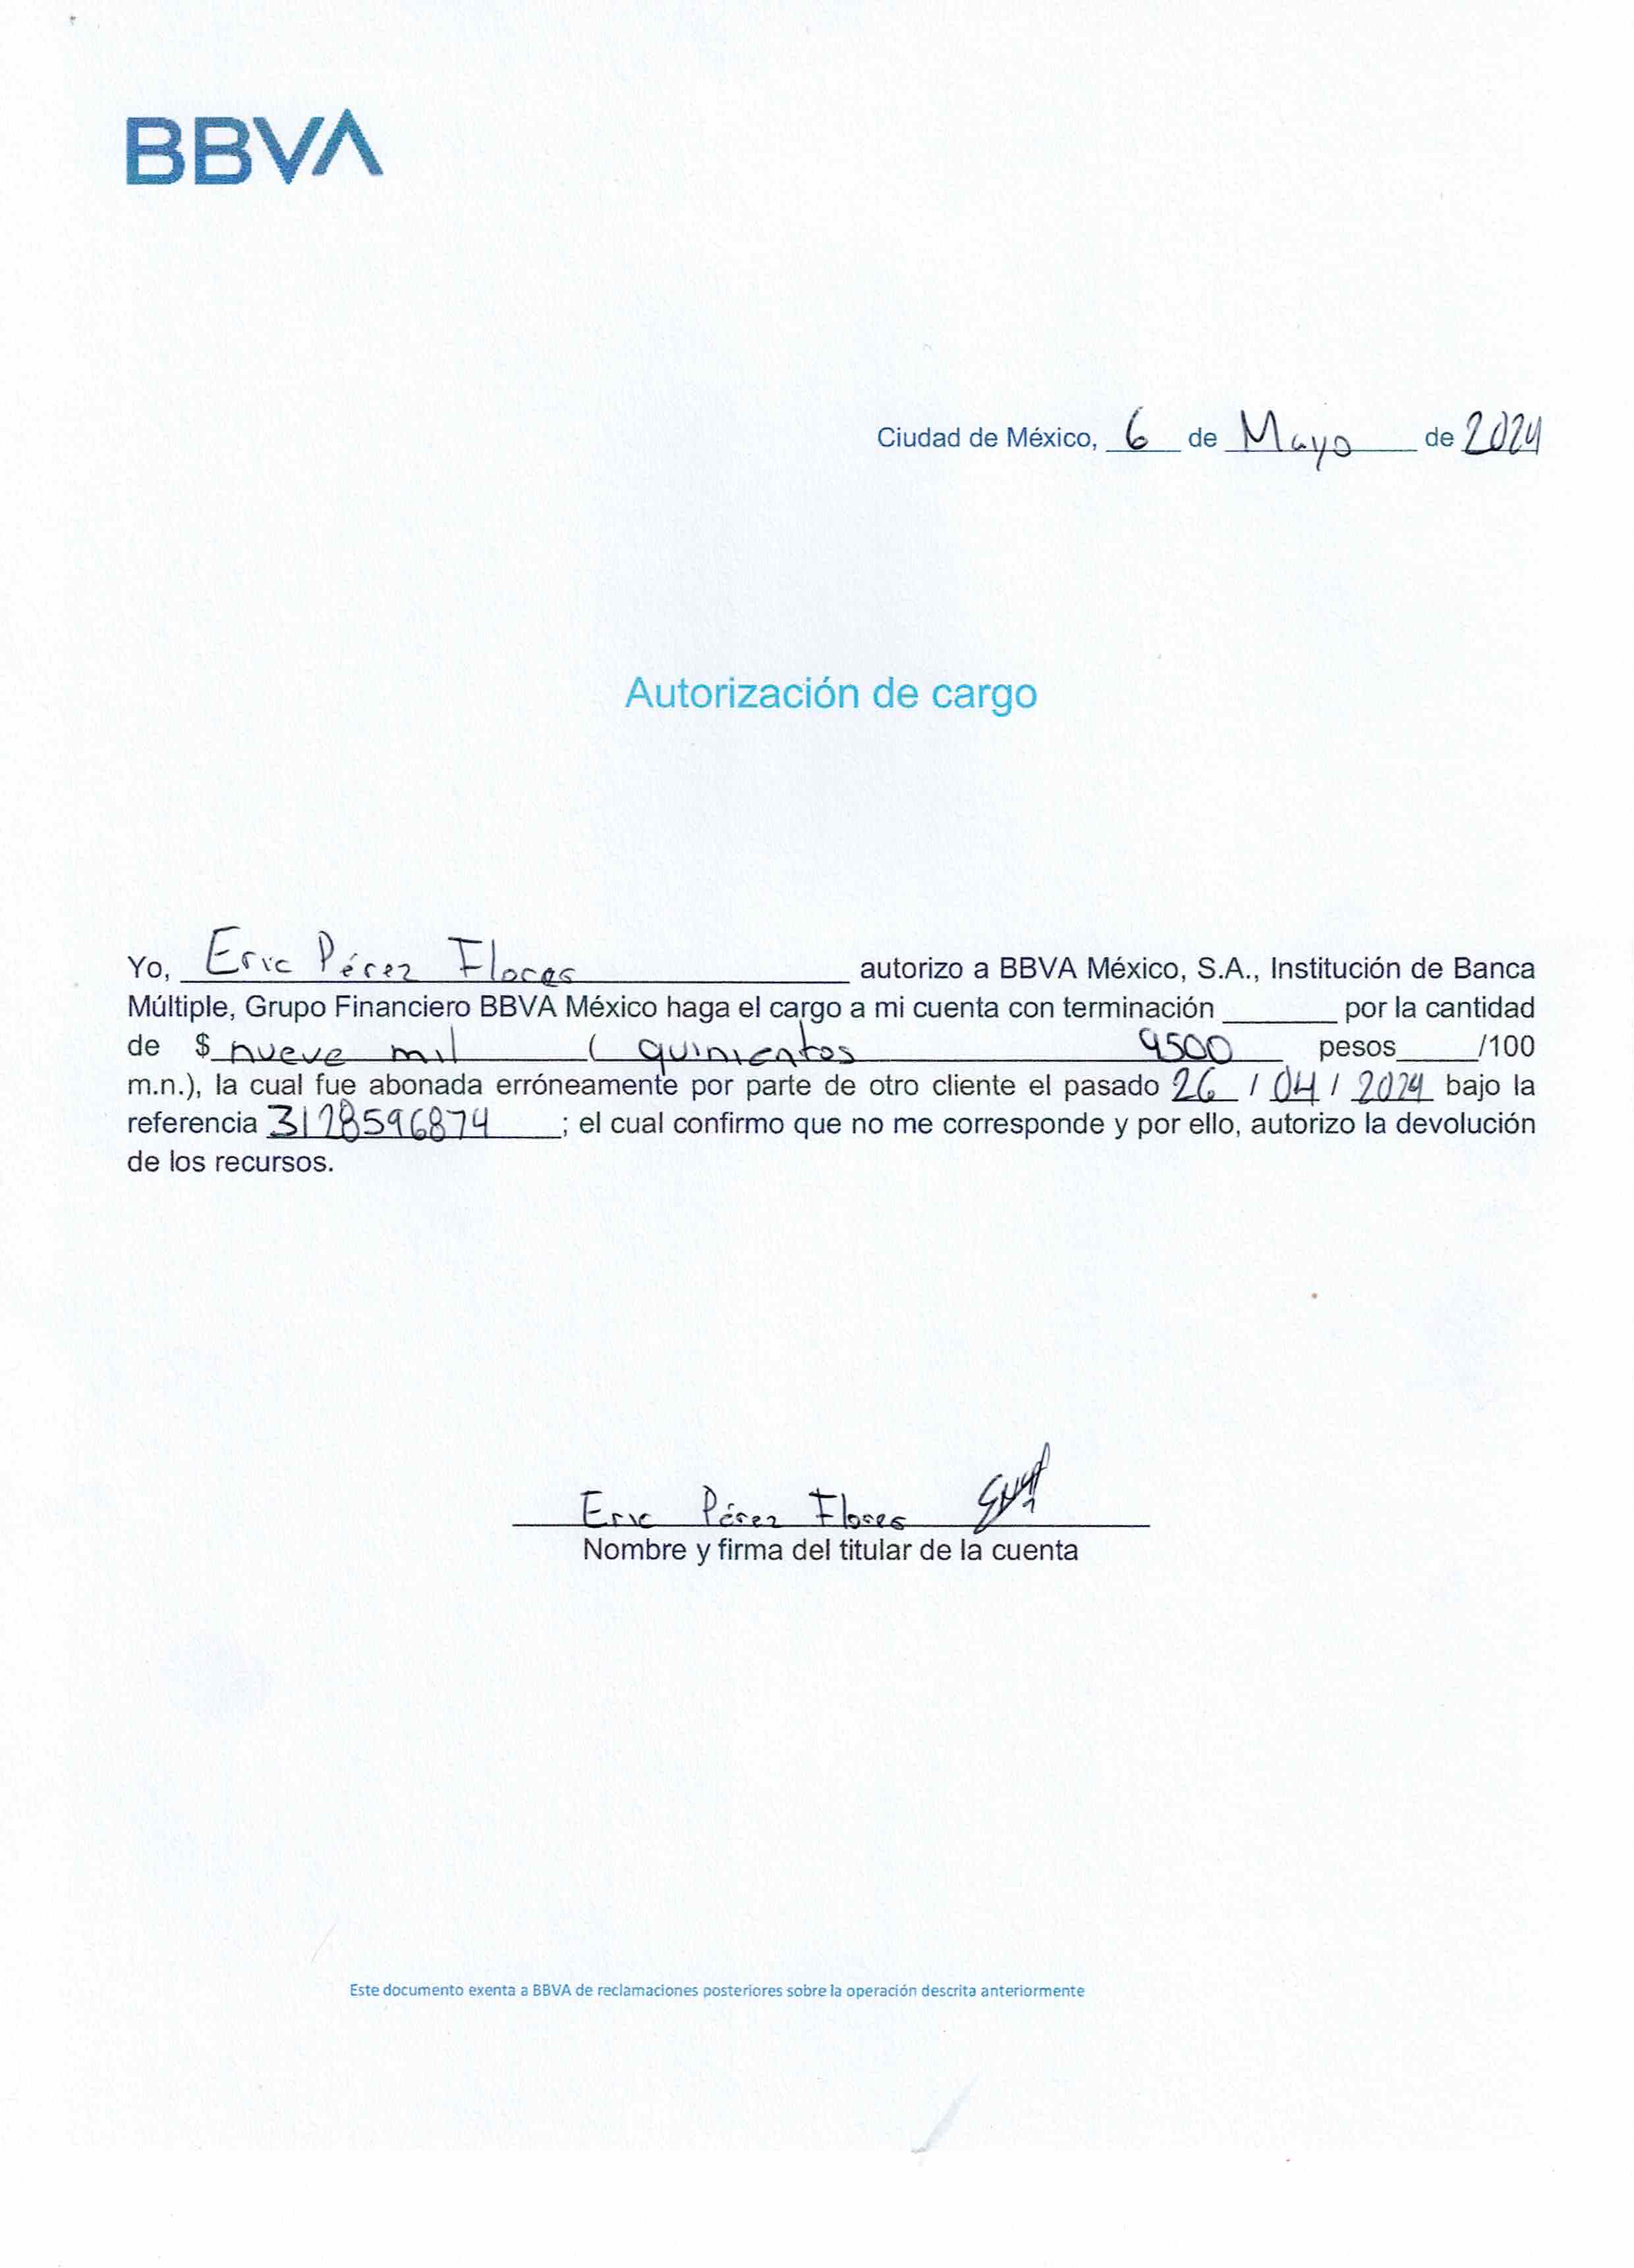 BBVA
Ciudad de México, 6 de Mayo de 2024
Autorización de cargo
Yo, Eric Pérez Flores autorizo a BBVA México, S.A., Institución de Banca
Múltiple, Grupo Financiero BBVA México haga el cargo a mi cuenta con terminación _______ por la cantidad
de $ nueve mil ( quinientos 9500 pesos_____/100
m.n.), la cual fue abonada erróneamente por parte de otro cliente el pasado 26 / 04 / 2024 bajo la
referencia 3128596874 ; el cual confirmo que no me corresponde y por ello, autorizo la devolución
de los recursos.
Eric Pérez Flores
Nombre y firma del titular de la cuenta
Este documento exenta a BBVA de reclamaciones posteriores sobre la operación descrita anteriormente